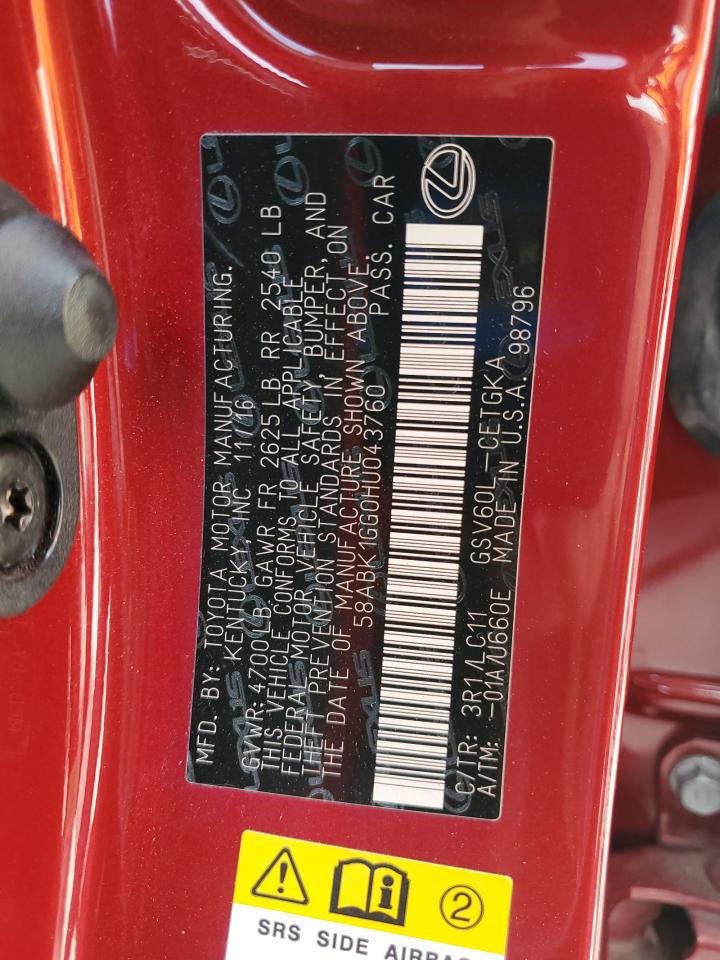 MFD. BY: TOYOTA MOTOR MANUFACTURING.
KENTUCKY, INC 11/16
GVWR: 4700 LB GAWR FR 2625 LB RR 2540 LB
THIS VEHICLE CONFORMS TO ALL APPLICABLE
FEDERAL MOTOR VEHICLE SAFETY, BUMPER, AND
THEFT PREVENTION STANDARDS IN EFFECT ON
THE DATE OF MANUFACTURE SHOWN ABOVE.
58ABK1GG0HU043760 PASS. CAR
C/TR: 3R1/LC11 GSV60L -CETGKA
A/TM: -01A/U660E MADE IN U.S.A. 98796
2
SRS SIDE AIRBAG